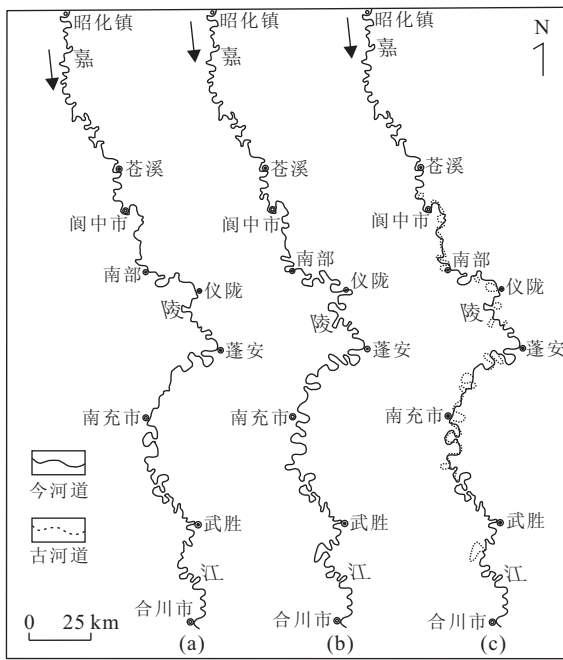 昭化镇
嘉
苍溪
阆中市
南部
仪陇
陵
蓬安
南充市
武胜
江
合川市
(a)
昭化镇
嘉
苍溪
阆中市
南部
仪陇
陵
蓬安
南充市
武胜
江
合川市
(b)
昭化镇
嘉
苍溪
阆中市
南部
仪陇
陵
蓬安
南充市
武胜
江
合川市
(c)
N
今河道
古河道
0 25 km